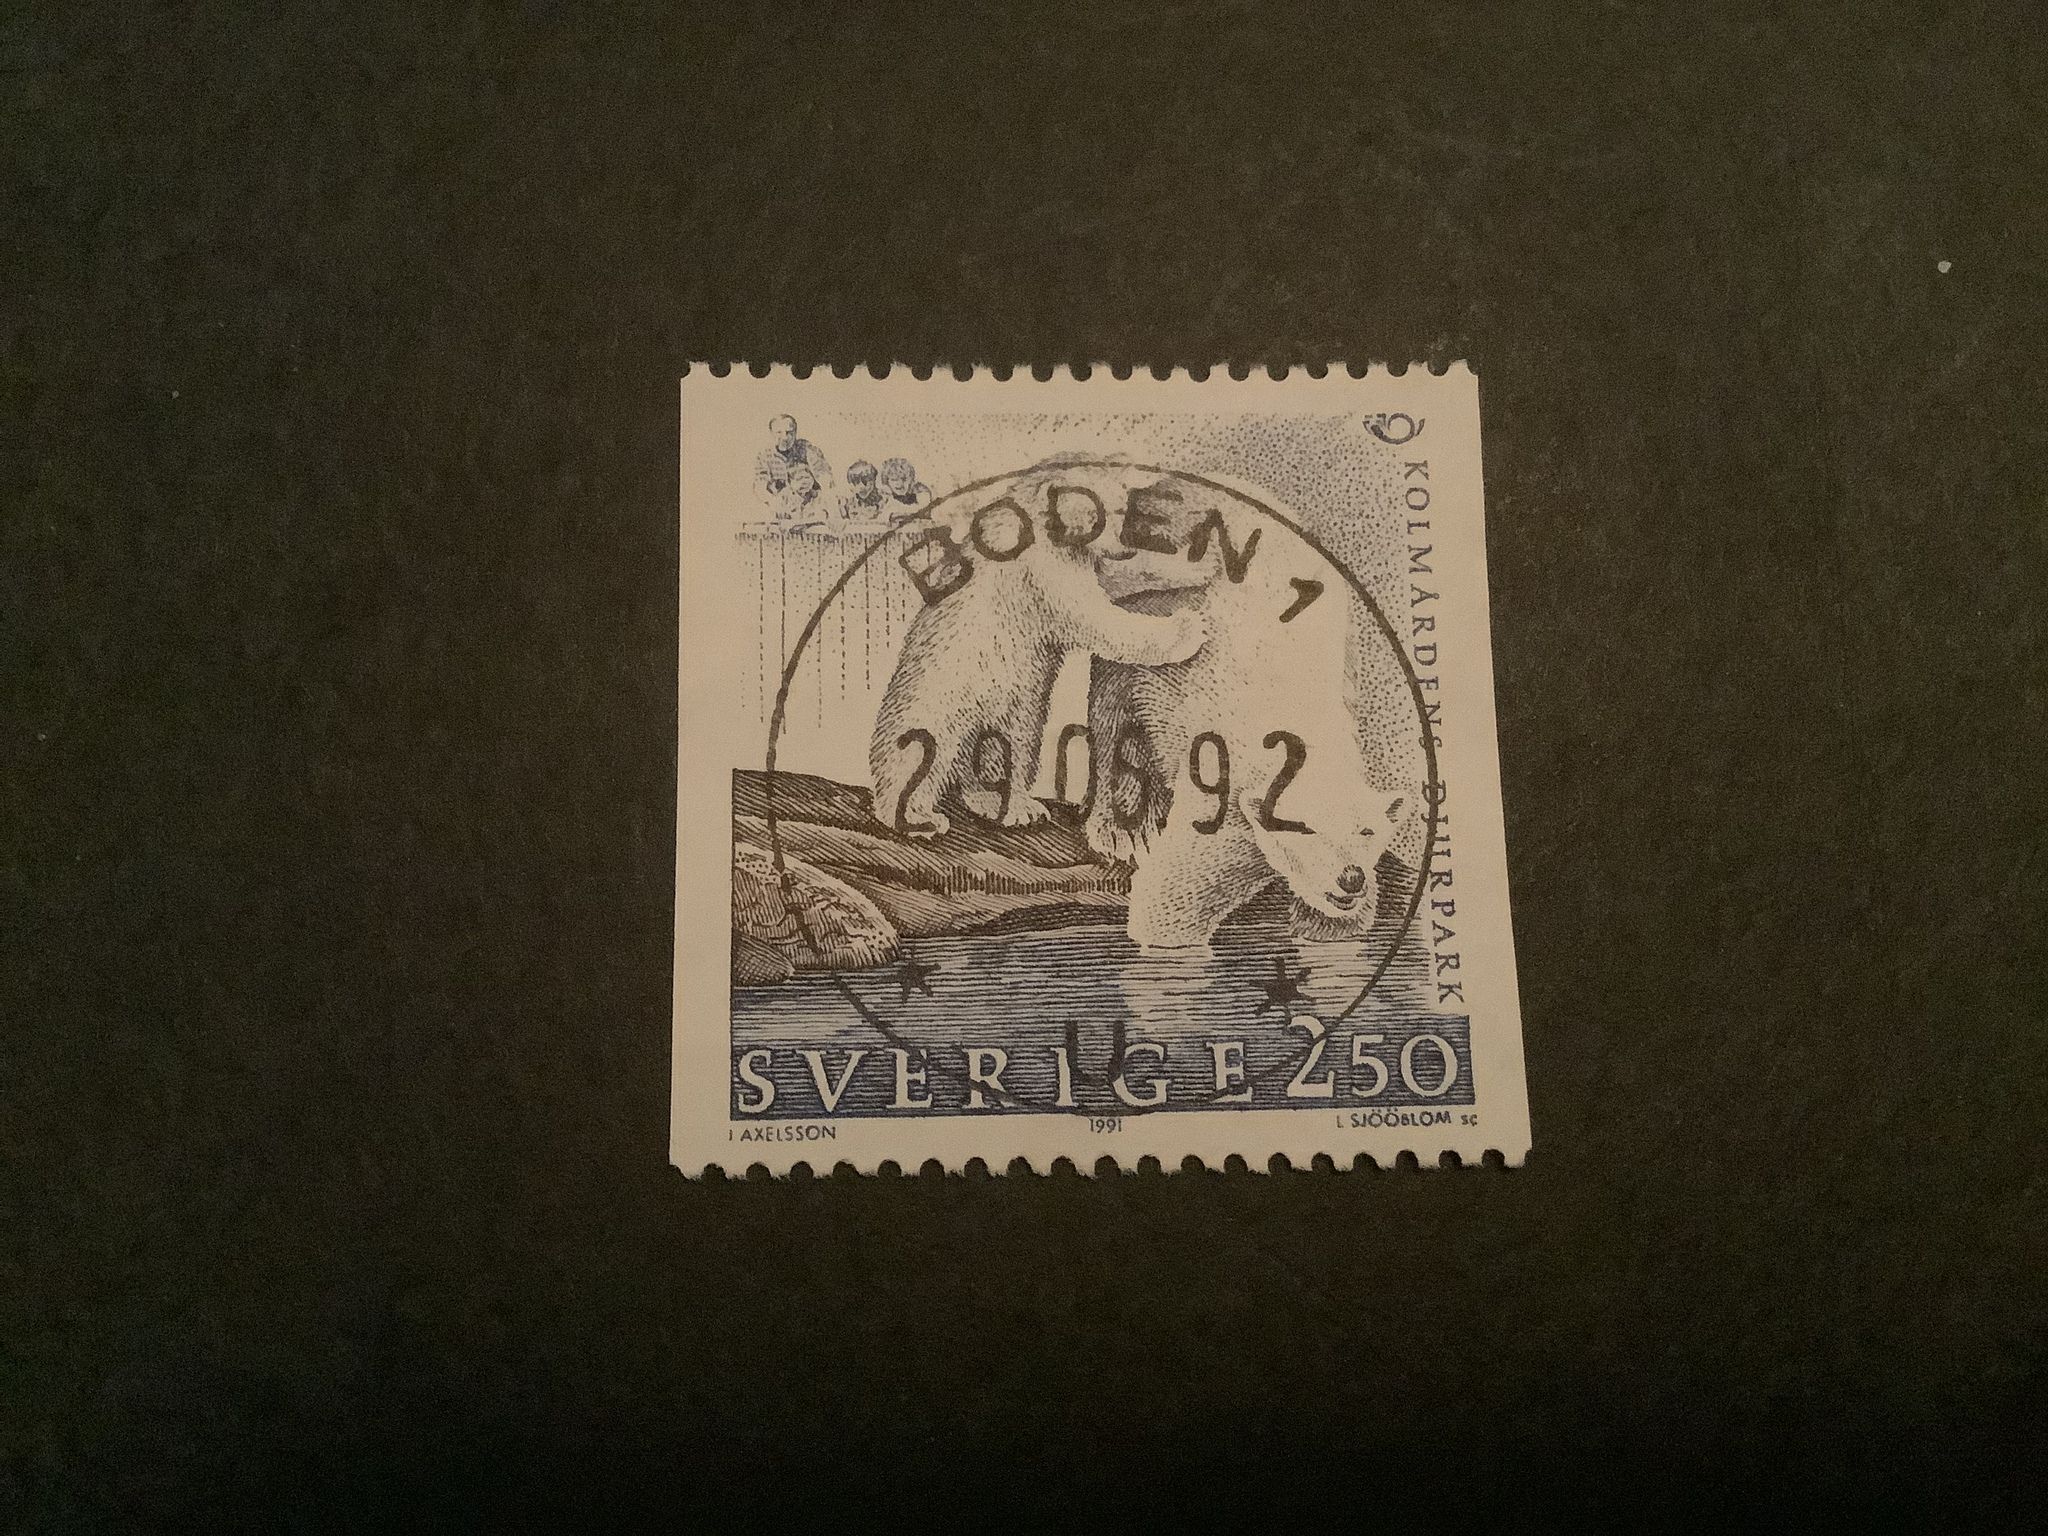 KOLMÅRDENS DJURPARK
BODEN 1
29.06.92
U
SVERIGE 250
I AXELSSON 1991 L SJÖÖBLOM sc